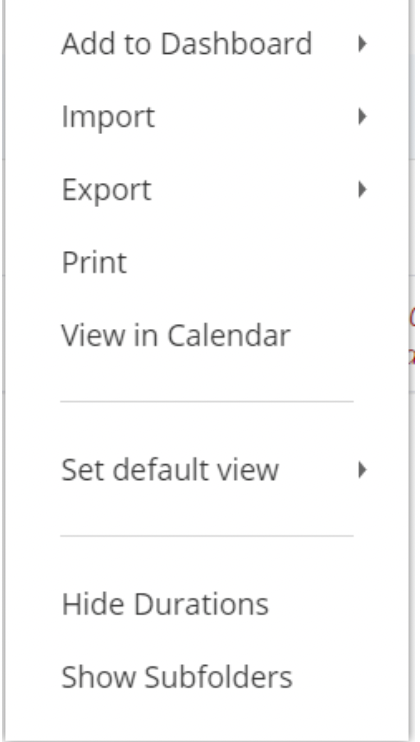 Add to Dashboard
Import
Export
Print
View in Calendar
Set default view
Hide Durations
Show Subfolders